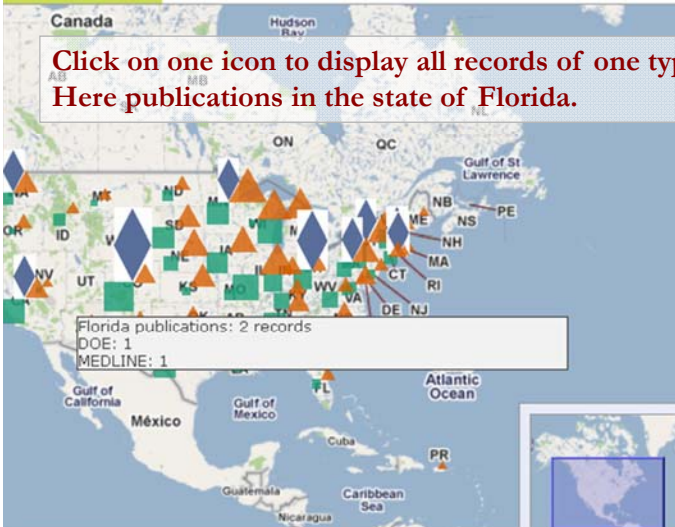 Canada
Hudson
Bay
Click on one icon to display all records of one typ
AB
MB
Here publications in the state of Florida.
NL
ON
QC
Gulf of St
Lawrence
NB
PE
ME
NS
MT
ND
OR
ID
SD
NH
MA
IA
NE
CT
RI
NV
UT
KS
MO
WV
VA
DE
NJ
Florida publications: 2 records
DOE: 1
MEDLINE: 1
FL
Atlantic
Ocean
Gulf of
California
Gulf of
Mexico
México
Cuba
PR
Guatemala
Caribbean
Sea
Nicaragua